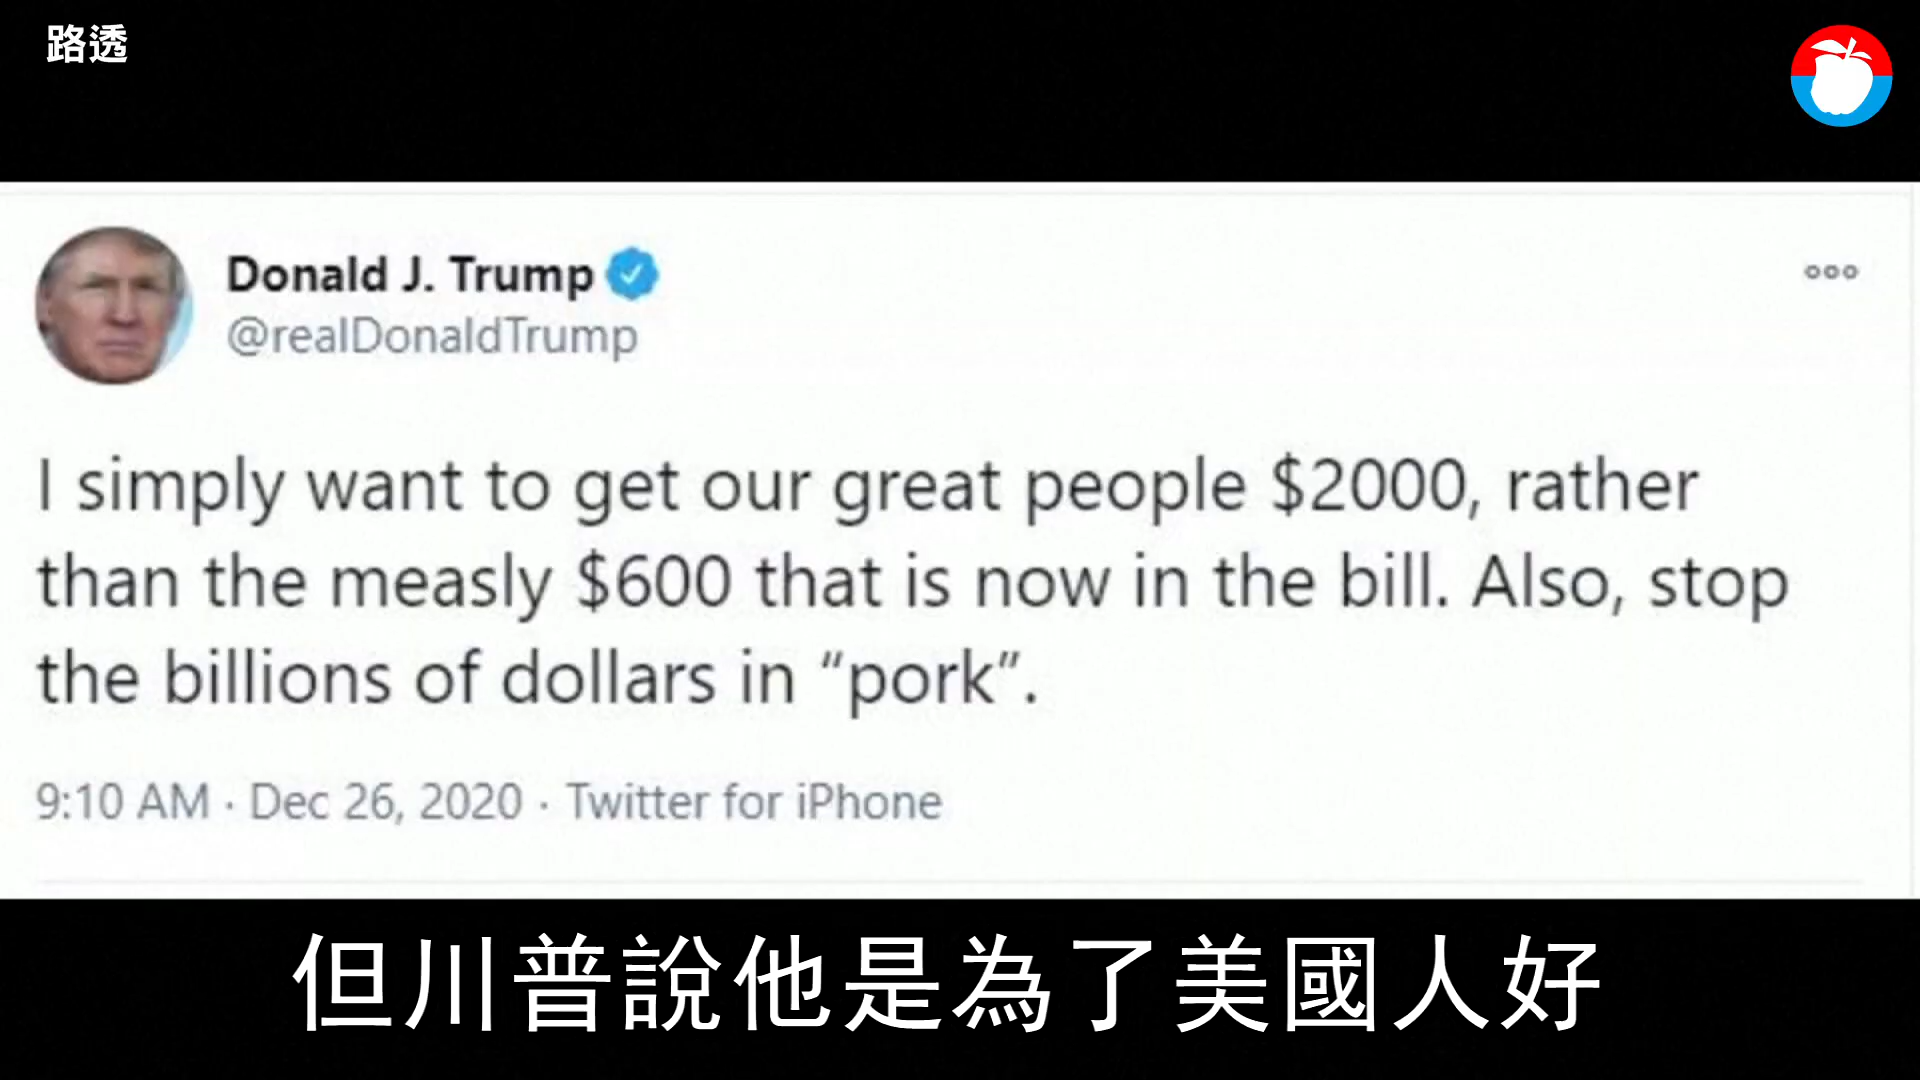 路透
Donald J. Trump
@realDonaldTrump
I simply want to get our great people $2000, rather
than the measly $600 that is now in the bill. Also, stop
the billions of dollars in “pork”.
9:10 AM · Dec 26, 2020 · Twitter for iPhone
但川普說他是為了美國人好